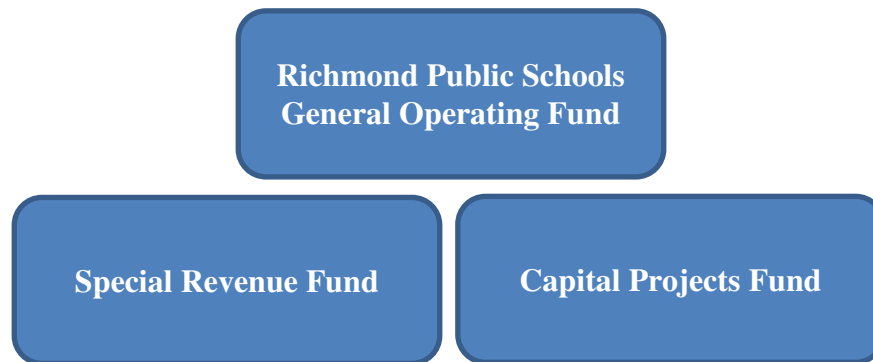 Richmond Public Schools
General Operating Fund
Special Revenue Fund
Capital Projects Fund